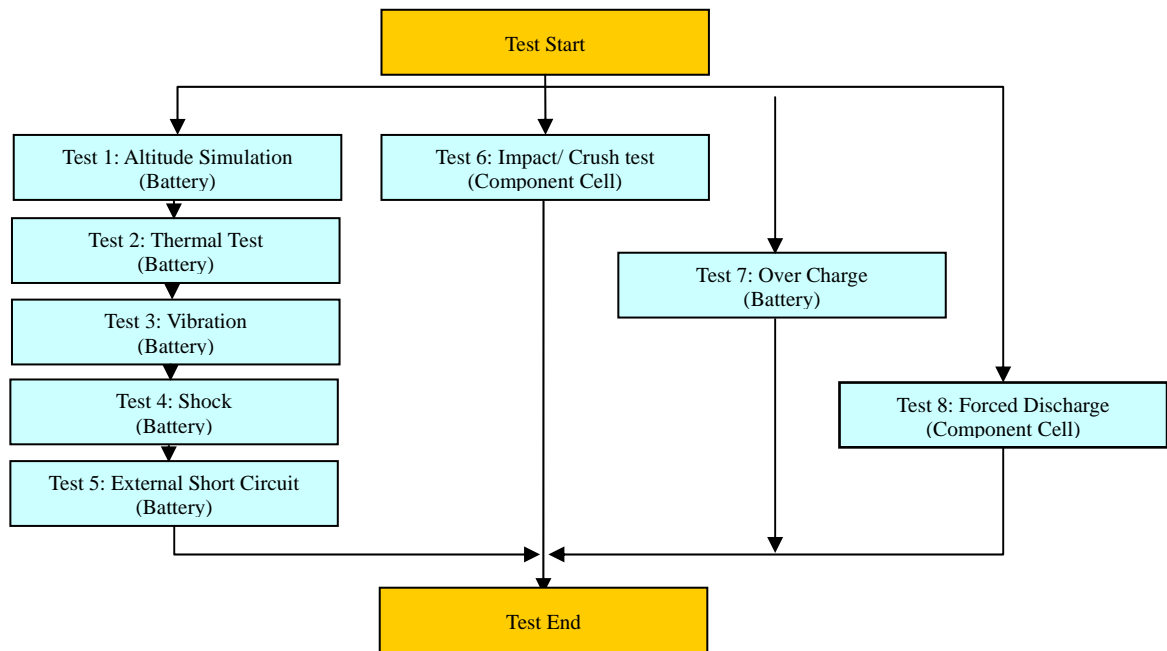 Test Start
Test 1: Altitude Simulation
(Battery)
Test 2: Thermal Test
(Battery)
Test 3: Vibration
(Battery)
Test 4: Shock
(Battery)
Test 5: External Short Circuit
(Battery)
Test 6: Impact/ Crush test
(Component Cell)
Test 7: Over Charge
(Battery)
Test 8: Forced Discharge
(Component Cell)
Test End